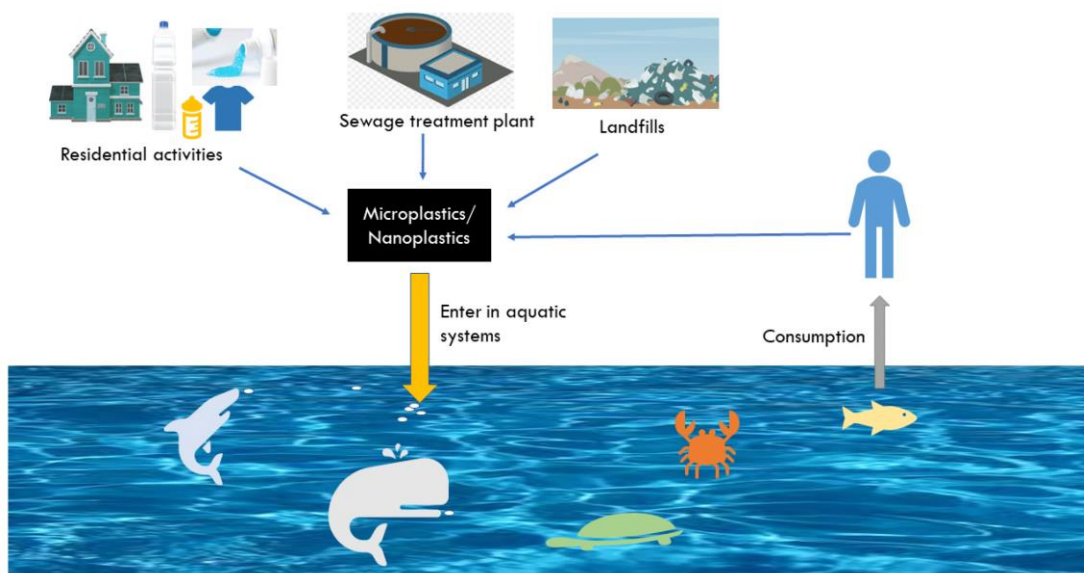 Sewage treatment plant
Landfills
Residential activities
Microplastics/
Nanoplastics
Enter in aquatic
systems
Consumption